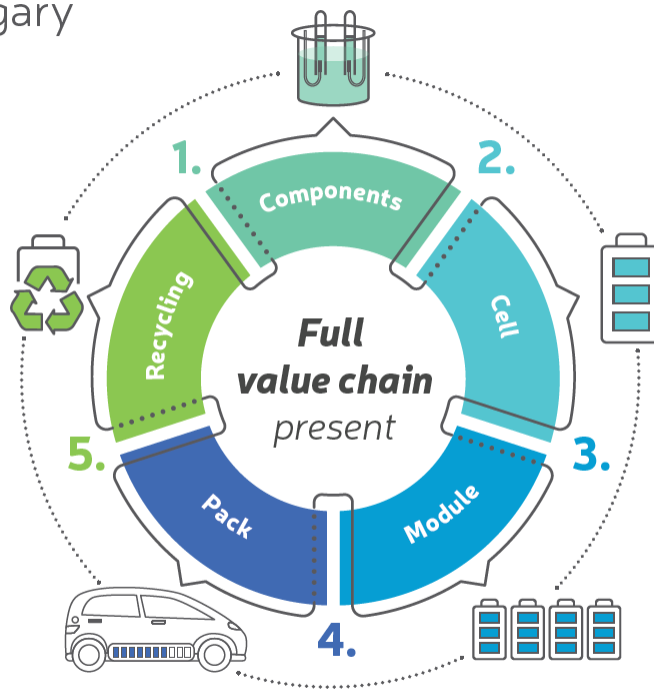 gary
1.
Components
2.
Cell
3.
Module
4.
Pack
5.
Recycling
Full
value chain
present